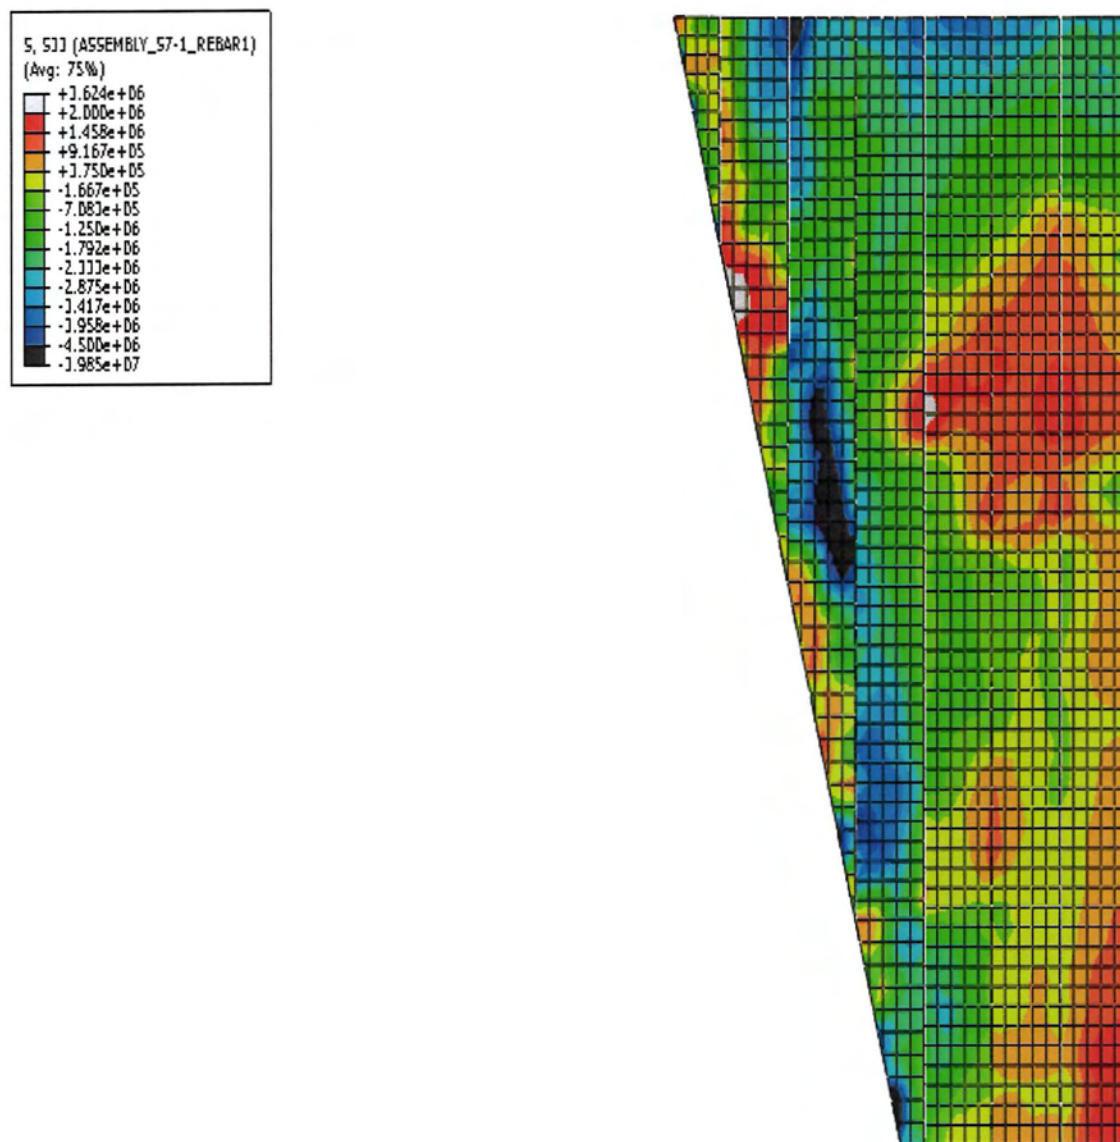 S, S33 (ASSEMBLY_S7-1_REBAR1)
(Avg: 75%)
+3.624e+06
+2.000e+06
+1.458e+06
+9.167e+05
+3.750e+05
-1.667e+05
-7.083e+05
-1.250e+06
-1.792e+06
-2.333e+06
-2.875e+06
-3.417e+06
-3.958e+06
-4.500e+06
-3.985e+07